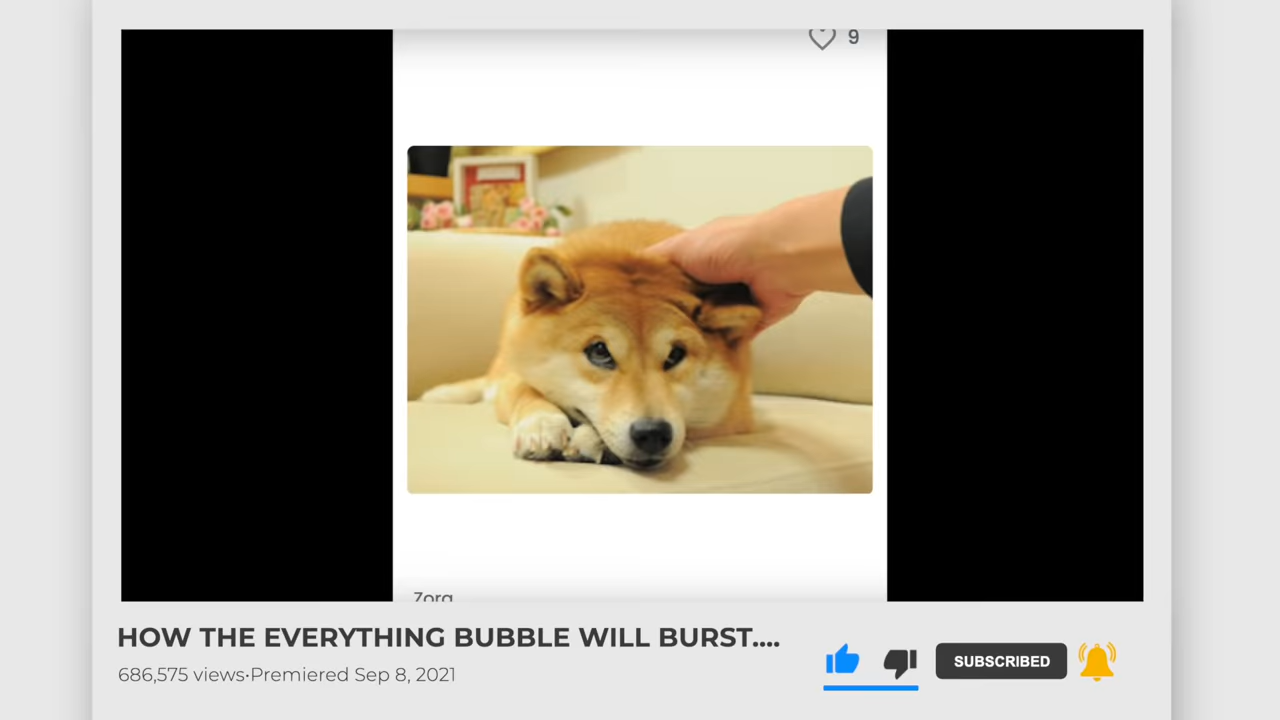 9
Zora
HOW THE EVERYTHING BUBBLE WILL BURST....
686,575 views•Premiered Sep 8, 2021
SUBSCRIBED